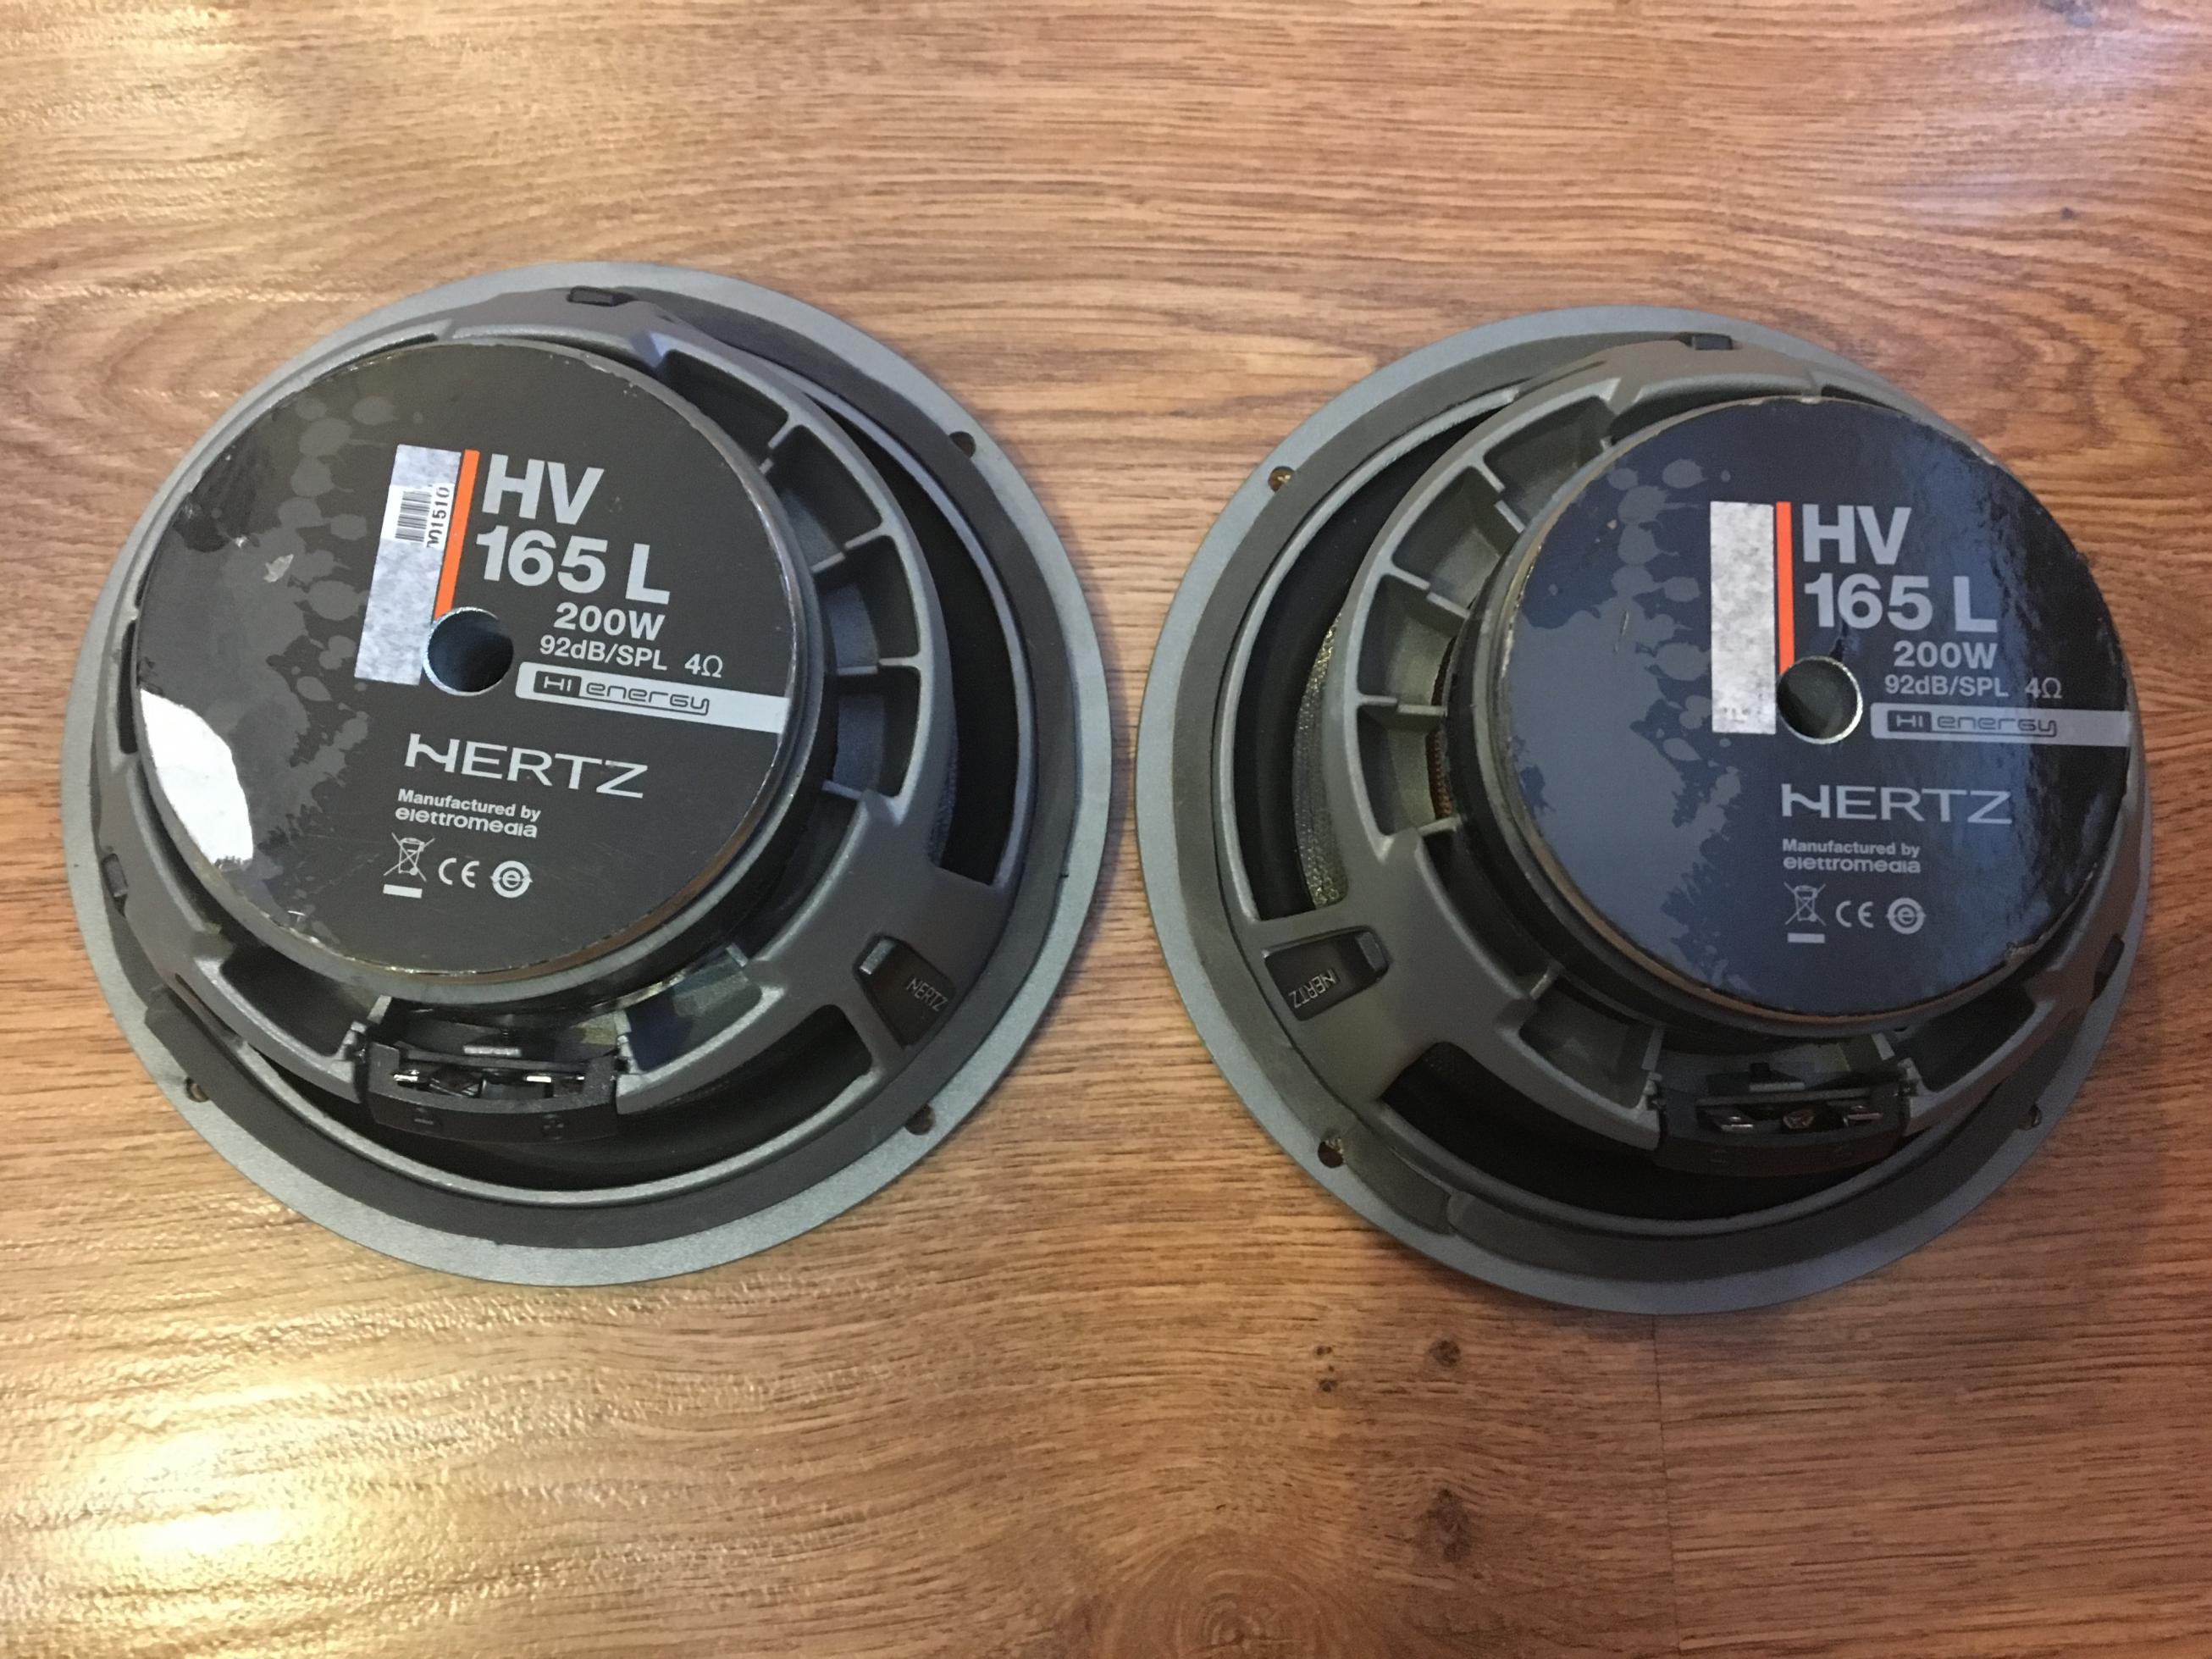 HV
165 L
200W
92dB/SPL 4Ω
HI energy
HERTZ
Manufactured by
elettromedia
CE
e
HERTZ
HV
165 L
200W
92dB/SPL 4Ω
HI energy
HERTZ
Manufactured by
elettromedia
CE
e
HERTZ